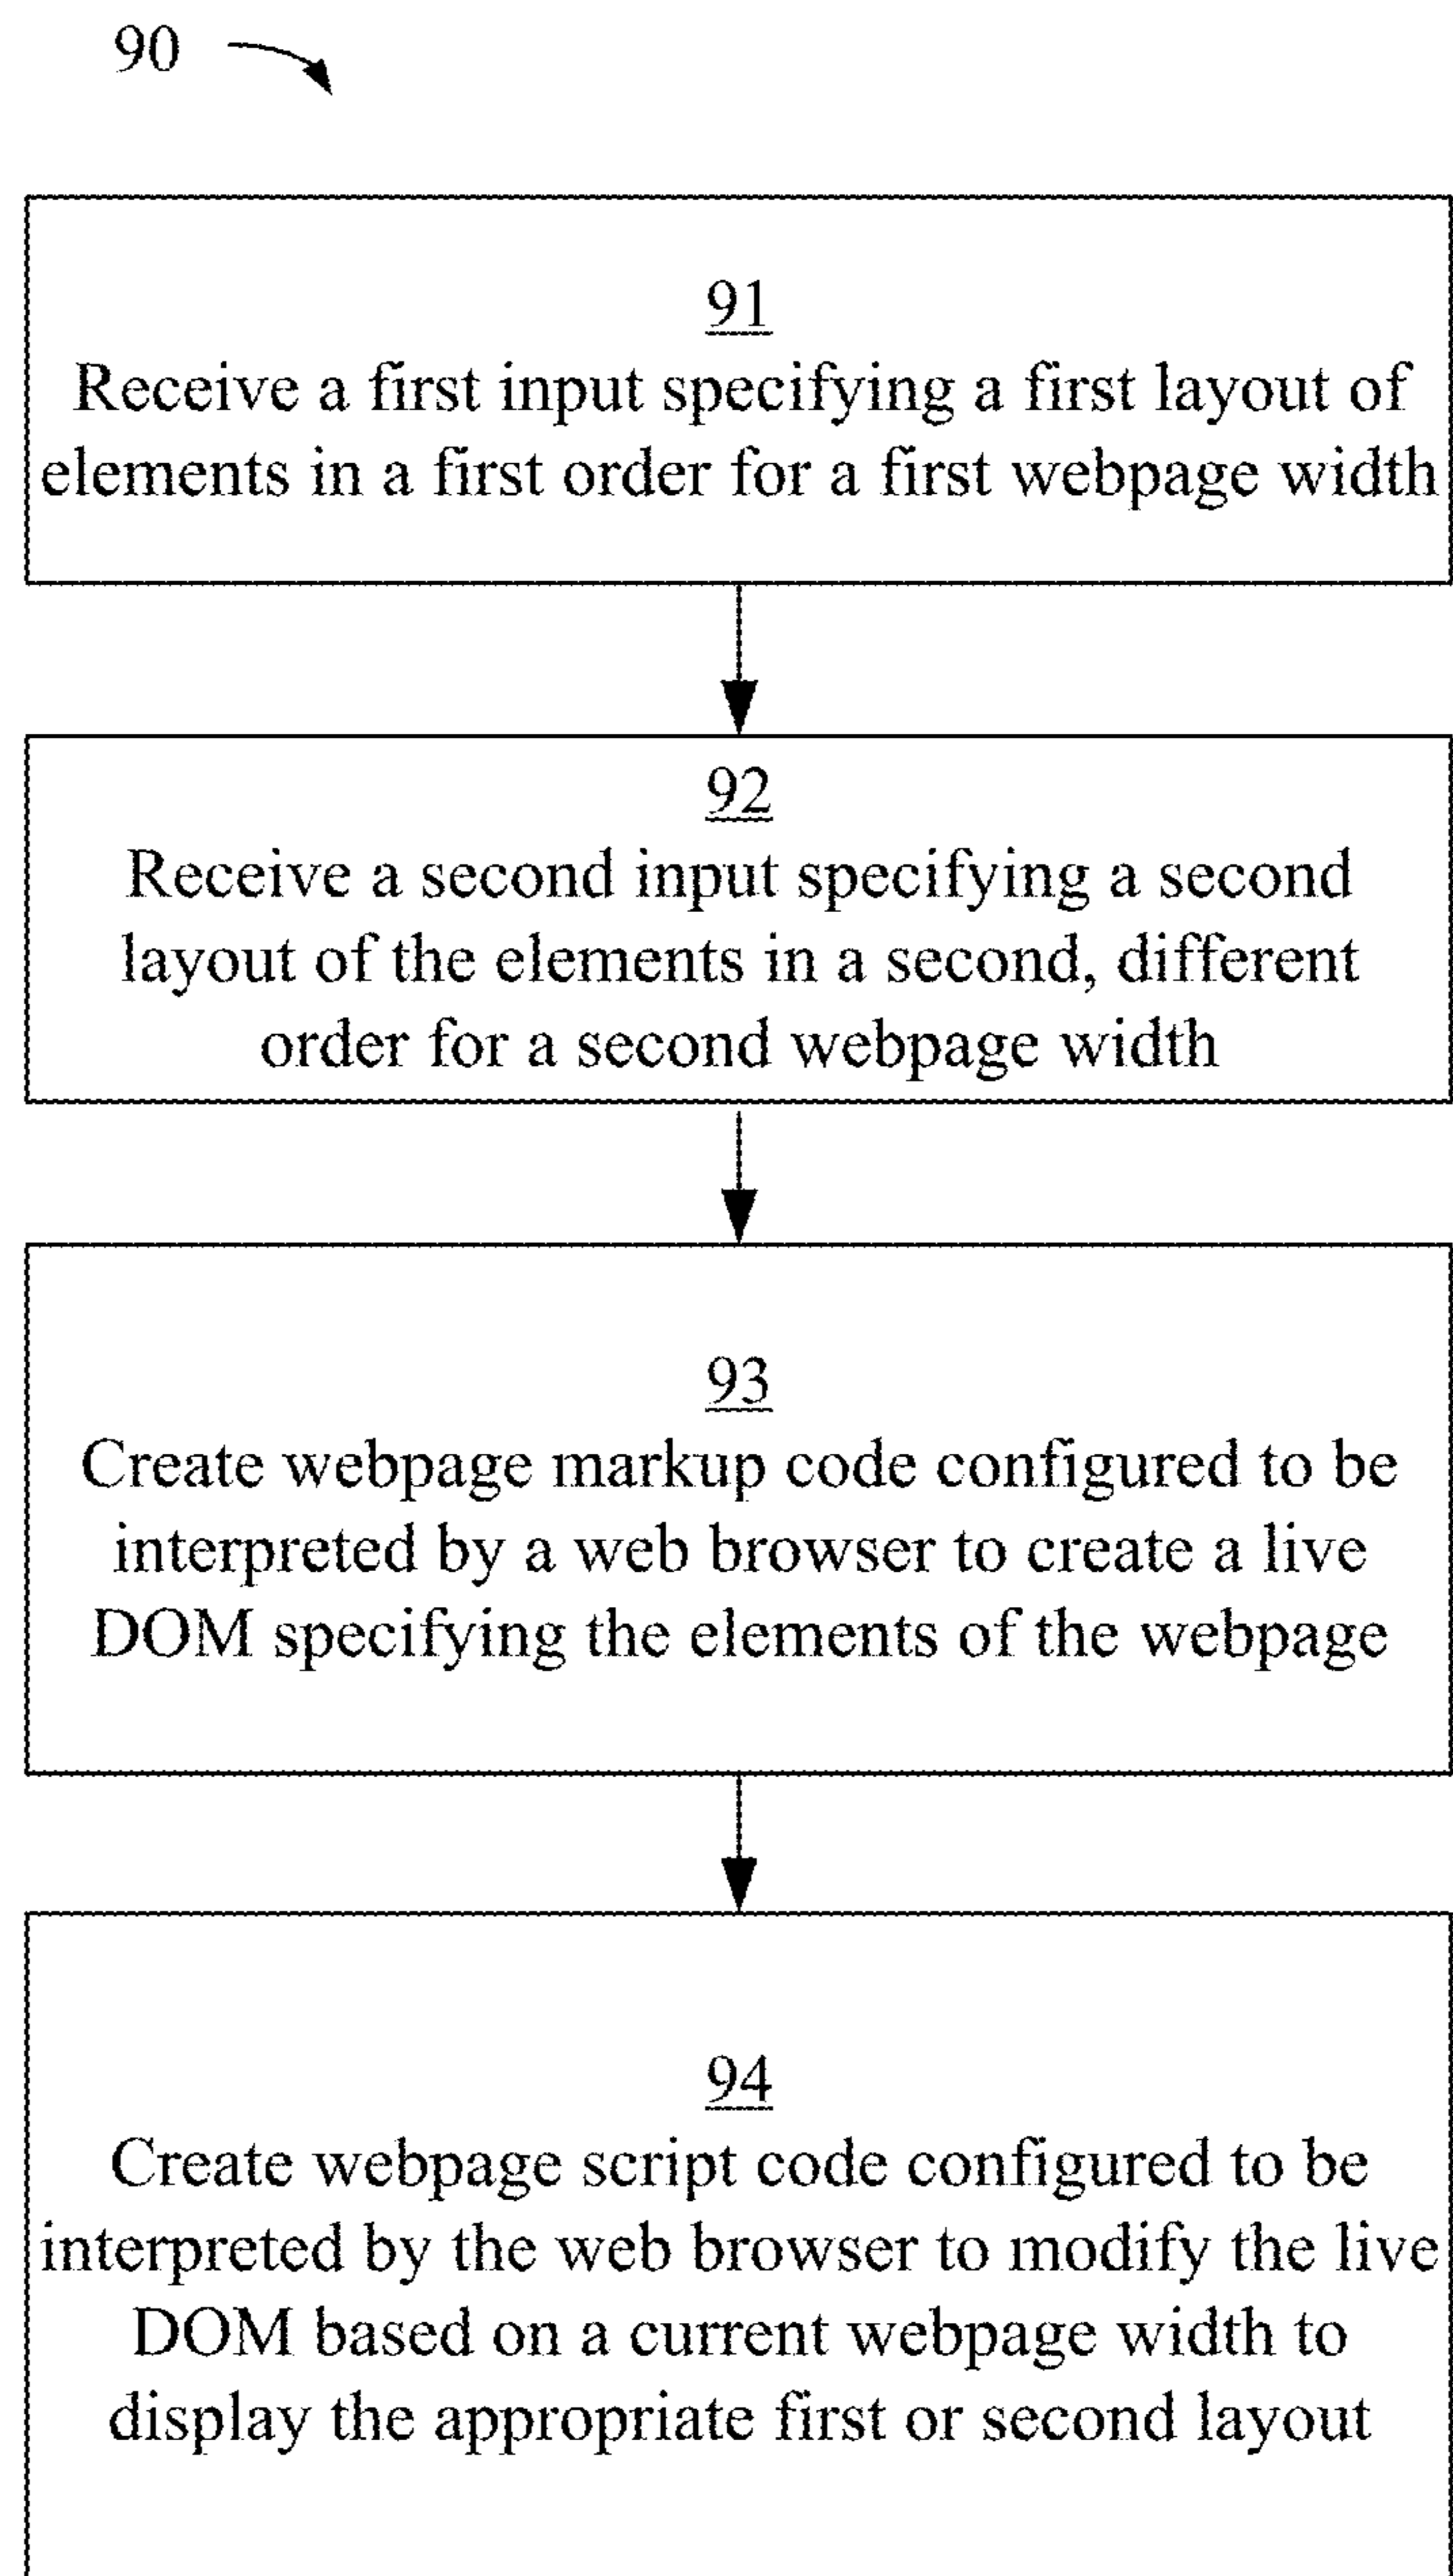 90
91
Receive a first input specifying a first layout of
elements in a first order for a first webpage width
92
Receive a second input specifying a second
layout of the elements in a second, different
order for a second webpage width
93
Create webpage markup code configured to be
interpreted by a web browser to create a live
DOM specifying the elements of the webpage
94
Create webpage script code configured to be
interpreted by the web browser to modify the live
DOM based on a current webpage width to
display the appropriate first or second layout